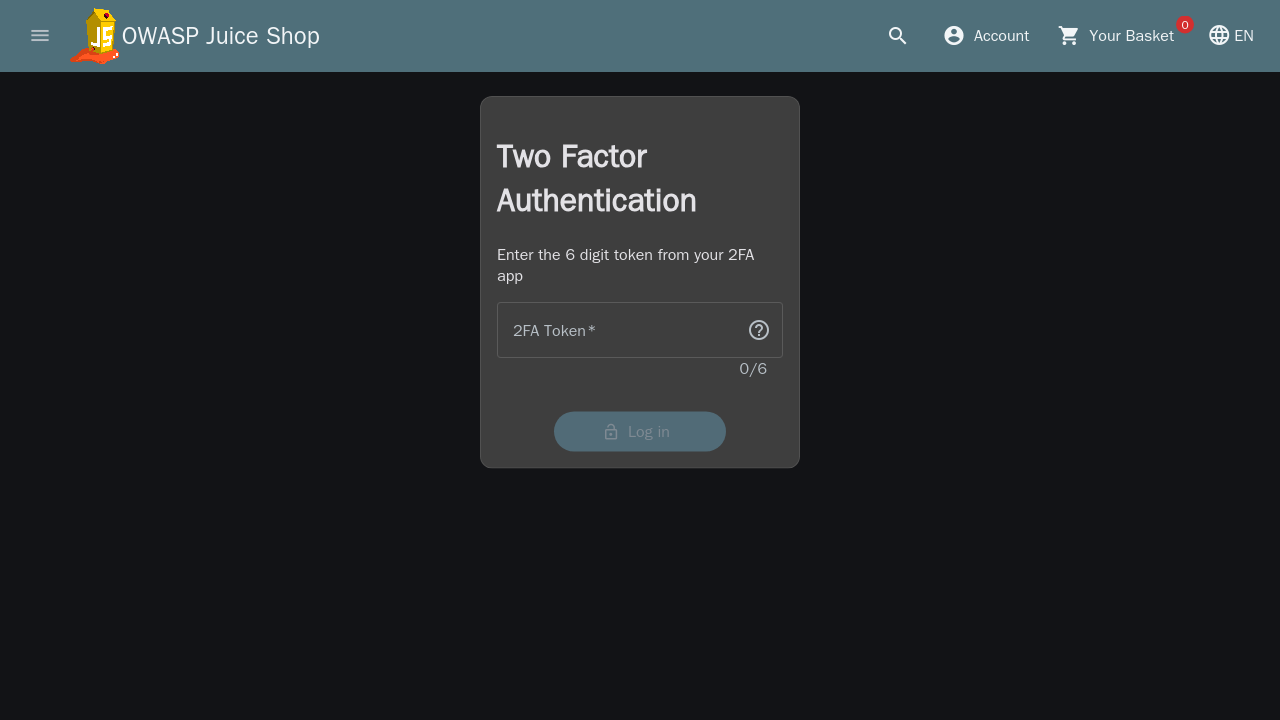 OWASP Juice Shop
Account
Your Basket
0
EN
Two Factor
Authentication
Enter the 6 digit token from your 2FA
app
2FA Token *
0/6
Log in